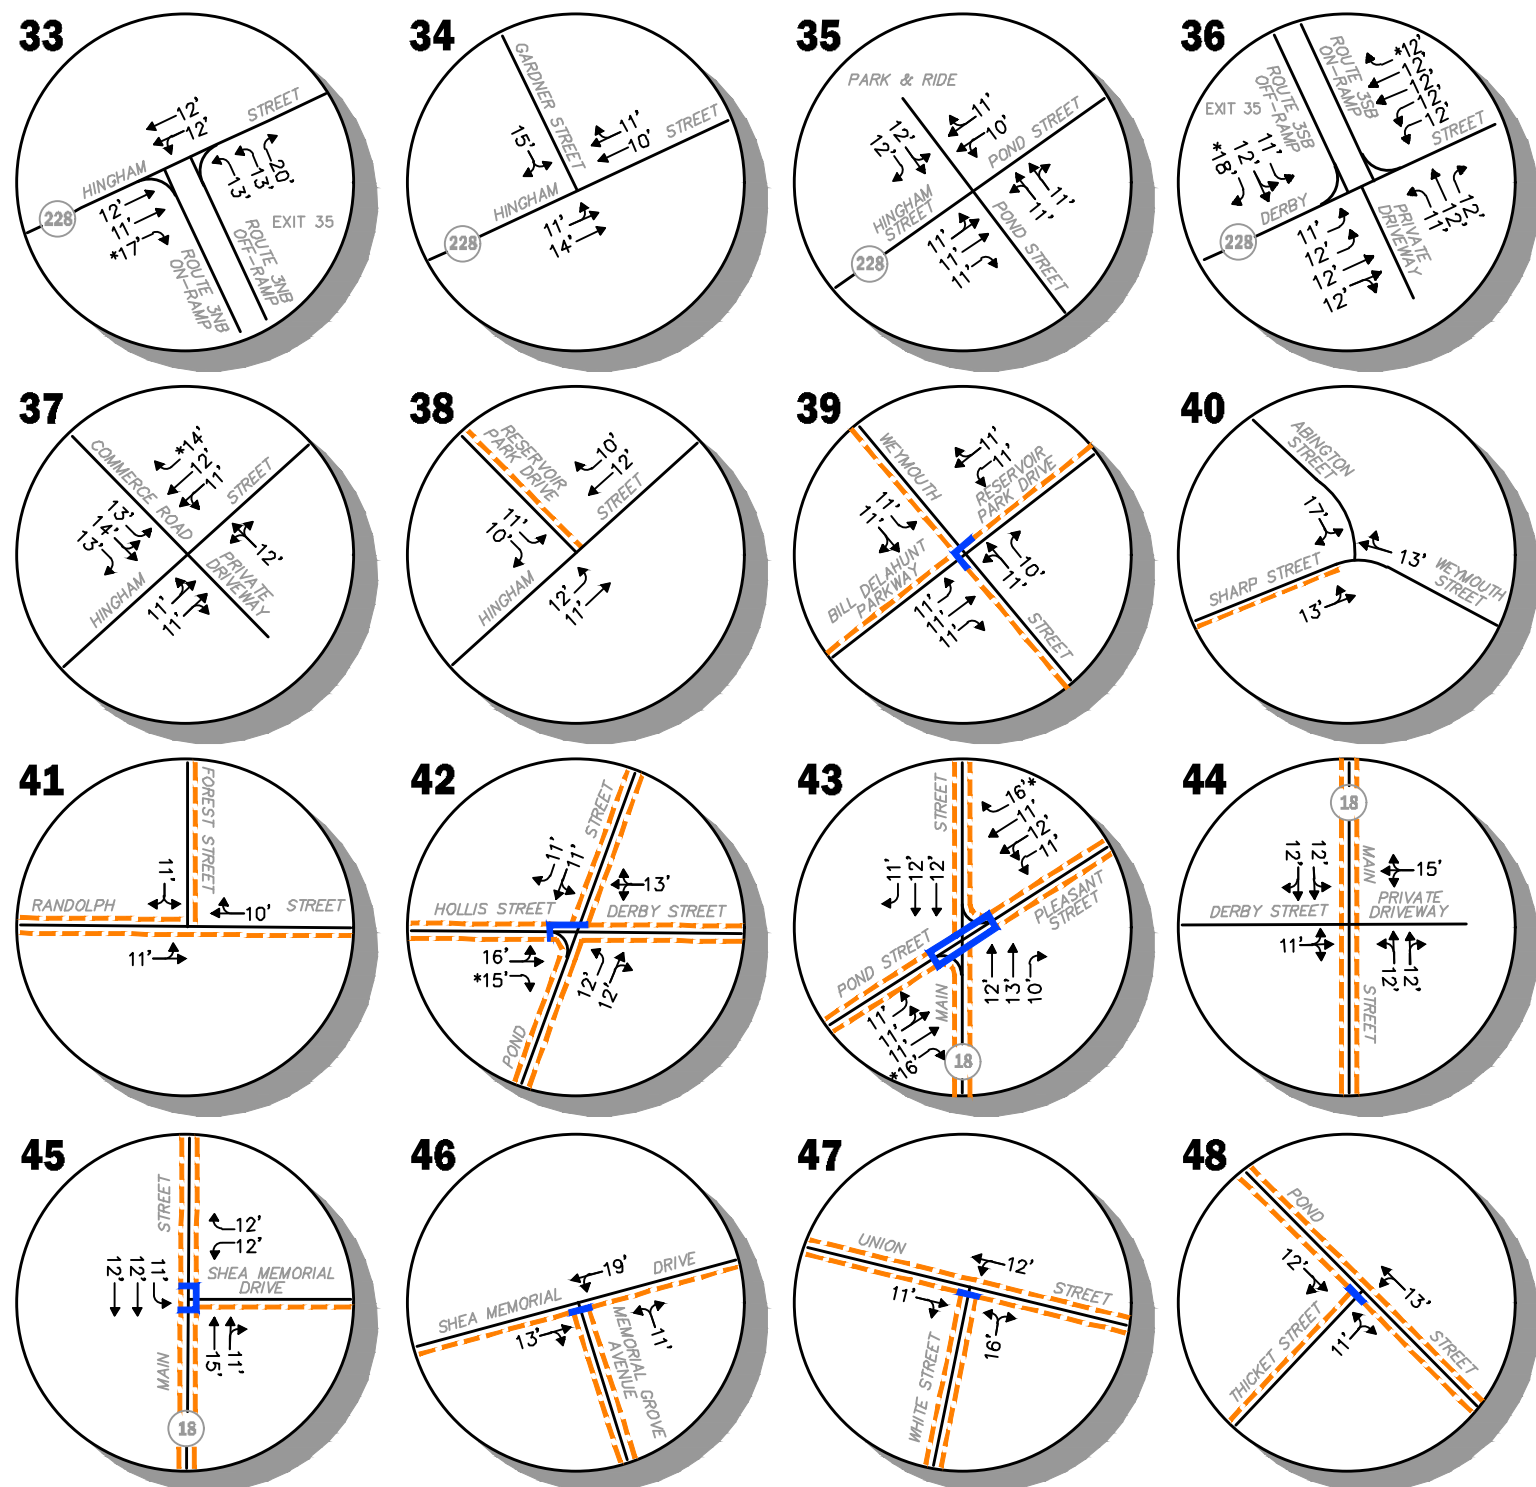 33
12'
12'
STREET
HINGHAM
228
12'
11'
*17'
13'
13'
20'
EXIT 35
ROUTE 3NB
ON-RAMP
ROUTE 3NB
OFF-RAMP
34
GARDNER STREET
15'
11'
10'
STREET
HINGHAM
228
11'
14'
35
PARK & RIDE
11'
10'
POND STREET
12'
12'
HINGHAM
STREET
228
11'
11'
11'
11'
11'
POND STREET
36
ROUTE 3SB
ON-RAMP
ROUTE 3SB
OFF-RAMP
EXIT 35
*12'
12'
12'
12'
12'
STREET
*18'
12'
11'
DERBY
228
11'
12'
12'
12'
PRIVATE
DRIVEWAY
11'
12'
12'
37
COMMERCE ROAD
*14'
12'
11'
STREET
13'
14'
13'
HINGHAM
11'
11'
12'
PRIVATE
DRIVEWAY
38
RESERVOIR
PARK DRIVE
10'
12'
STREET
11'
10'
HINGHAM
12'
11'
39
WEYMOUTH
11'
11'
RESERVOIR
PARK DRIVE
11'
11'
BILL DELAHUNT
PARKWAY
11'
11'
11'
10'
11'
STREET
40
ABINGTON
STREET
17'
13'
WEYMOUTH
STREET
SHARP STREET
13'
41
FOREST STREET
11'
10'
RANDOLPH
STREET
11'
42
STREET
11'
11'
13'
HOLLIS STREET
DERBY STREET
16'
*15'
12'
12'
POND
43
STREET
16'*
11'
12'
11'
11'
12'
12'
PLEASANT
STREET
POND STREET
11'
11'
11'
*16'
MAIN
12'
13'
10'
18
44
18
12'
12'
MAIN
15'
DERBY STREET
PRIVATE
DRIVEWAY
11'
12'
12'
STREET
45
STREET
12'
12'
12'
12'
11'
SHEA MEMORIAL
DRIVE
15'
11'
MAIN
18
46
19'
DRIVE
SHEA MEMORIAL
13'
11'
MEMORIAL GROVE
AVENUE
47
UNION
12'
STREET
11'
16'
WHITE STREET
48
POND
12'
13'
11'
THICKET STREET
STREET